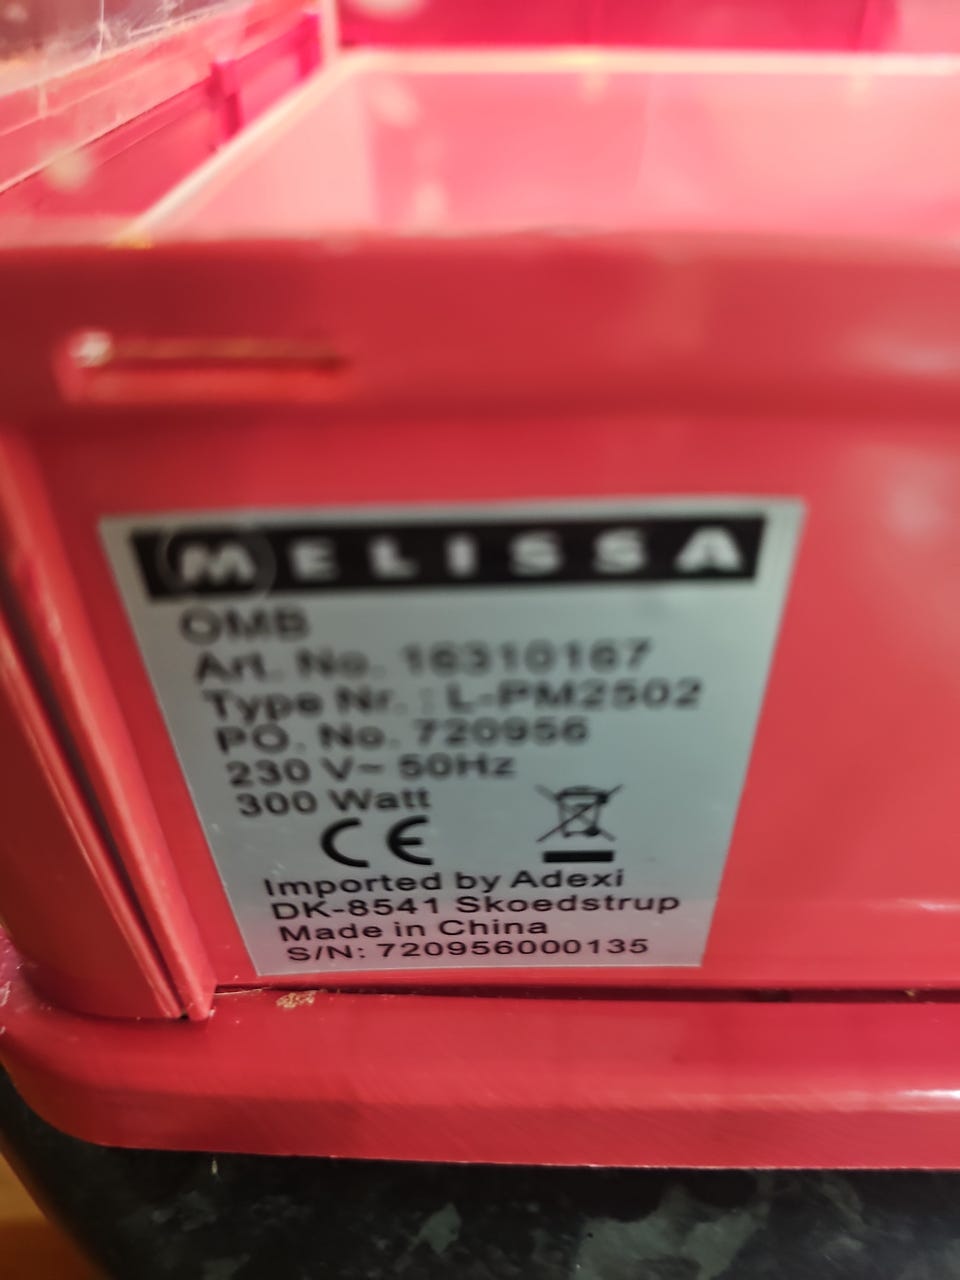 MELISSA
OMB
Art. No. 16310167
Type Nr. : L-PM2502
PO. No. 720956
230 V~ 50Hz
300 Watt
CE
Imported by Adexi
DK-8541 Skoedstrup
Made in China
S/N: 720956000135